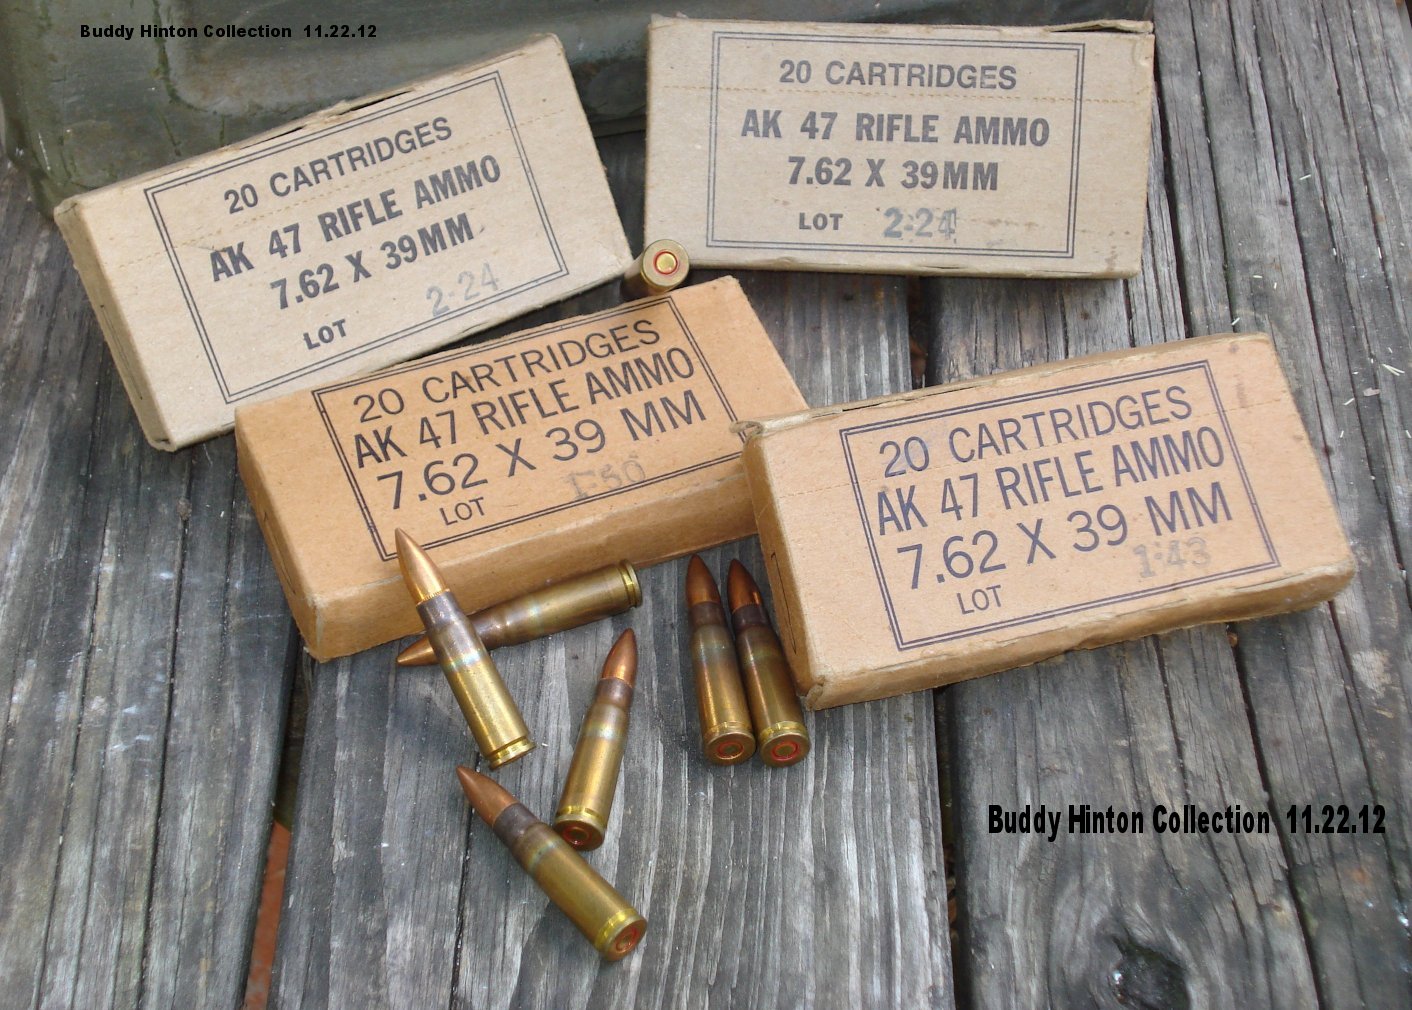 Buddy Hinton Collection 11.22.12
20 CARTRIDGES
AK 47 RIFLE AMMO
7.62 X 39MM
LOT 2-24
20 CARTRIDGES
AK 47 RIFLE AMMO
7.62 X 39MM
LOT 2-24
20 CARTRIDGES
AK 47 RIFLE AMMO
7.62 X 39 MM
LOT 1-50
20 CARTRIDGES
AK 47 RIFLE AMMO
7.62 X 39 MM
LOT 1-43
Buddy Hinton Collection 11.22.12